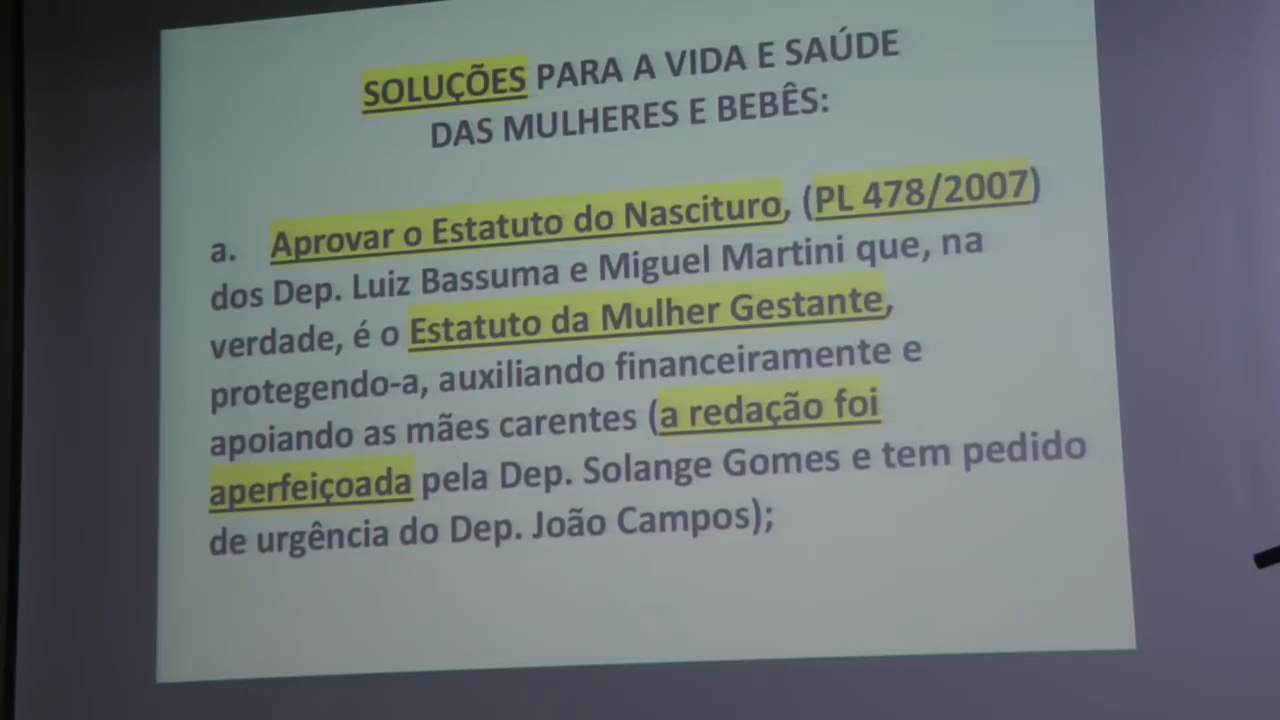 SOLUÇÕES PARA A VIDA E SAÚDE
DAS MULHERES E BEBÊS:
a. Aprovar o Estatuto do Nascituro, (PL 478/2007)
dos Dep. Luiz Bassuma e Miguel Martini que, na
verdade, é o Estatuto da Mulher Gestante,
protegendo-a, auxiliando financeiramente e
apoiando as mães carentes (a redação foi
aperfeiçoada pela Dep. Solange Gomes e tem pedido
de urgência do Dep. João Campos);